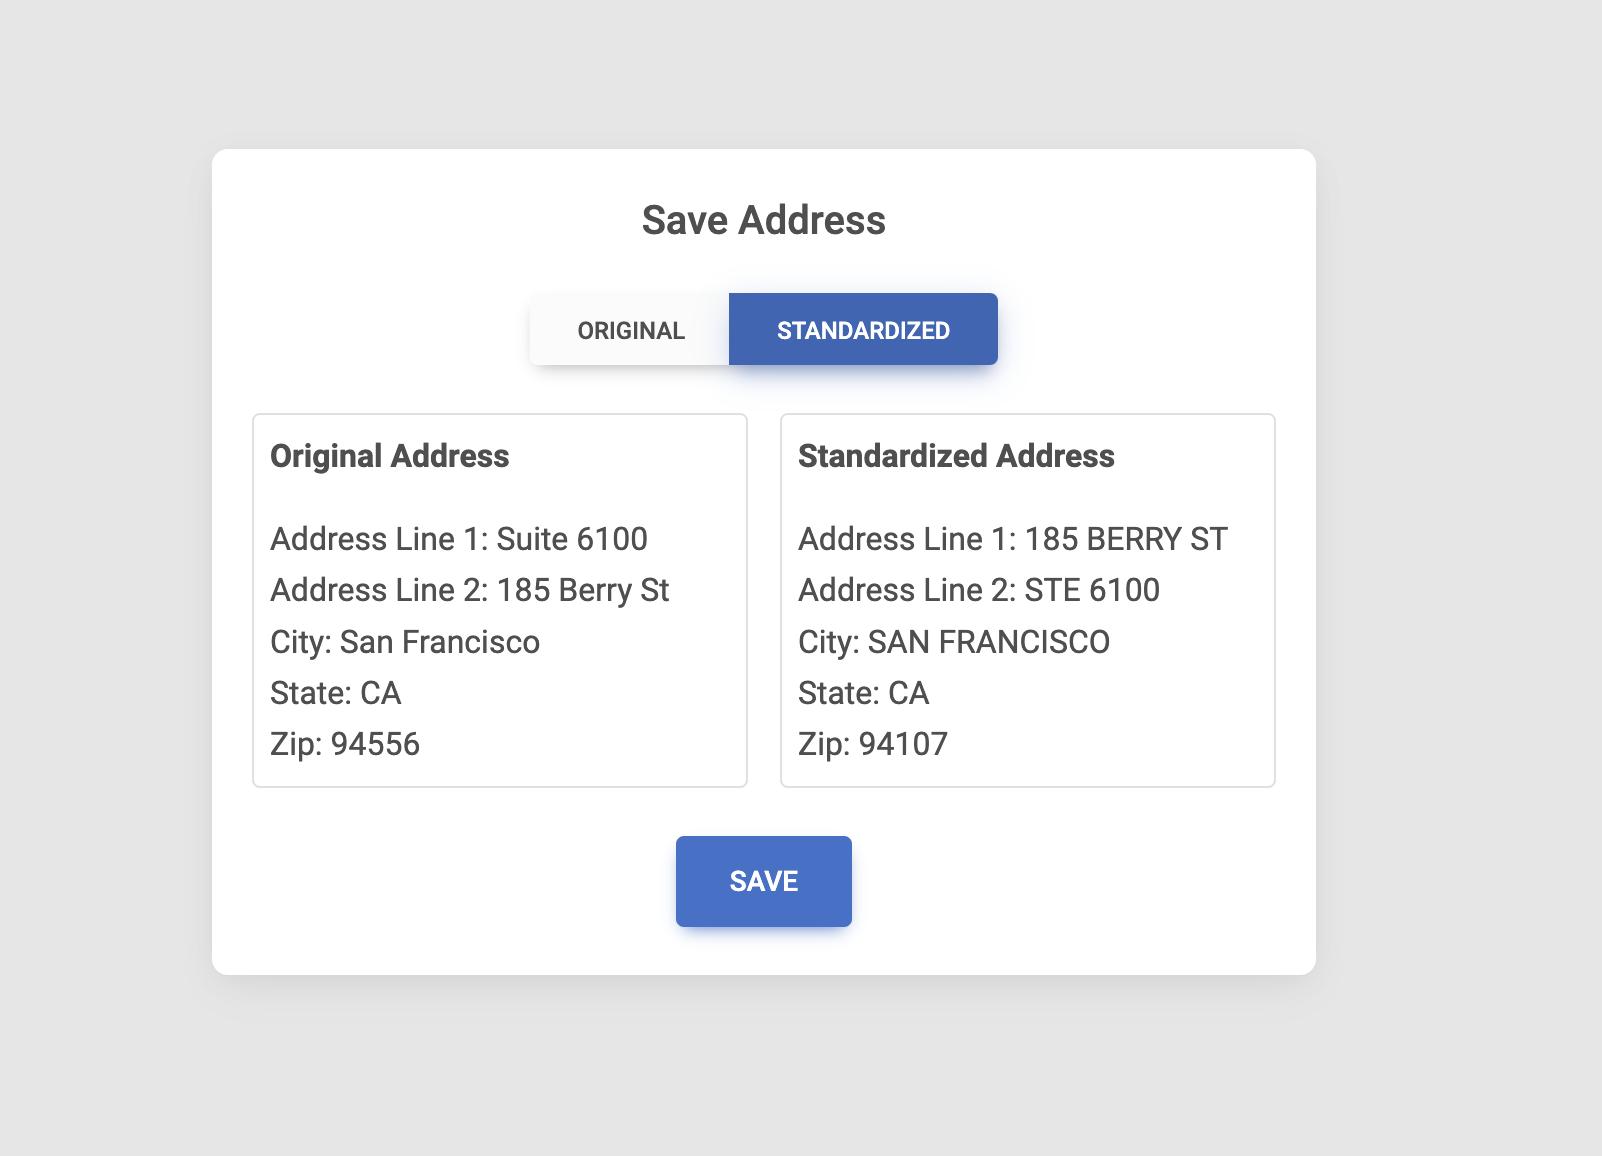 Save Address
ORIGINAL
STANDARDIZED
Original Address
Address Line 1: Suite 6100
Address Line 2: 185 Berry St
City: San Francisco
State: CA
Zip: 94556
Standardized Address
Address Line 1: 185 BERRY ST
Address Line 2: STE 6100
City: SAN FRANCISCO
State: CA
Zip: 94107
SAVE